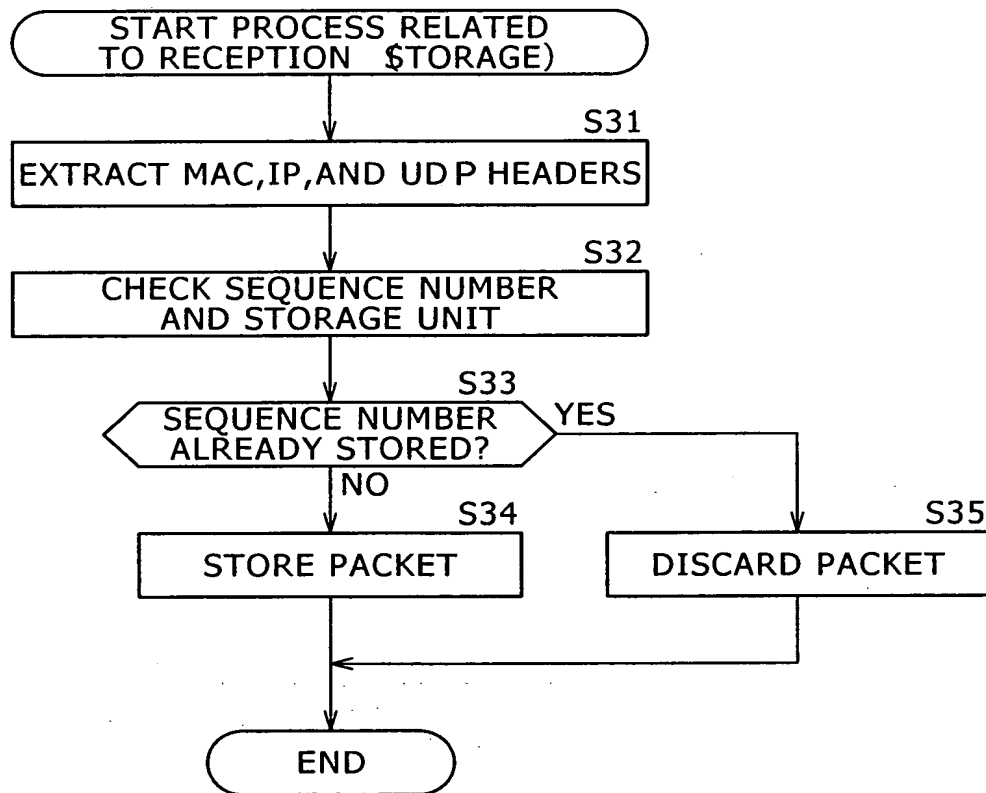 START PROCESS RELATED
TO RECEPTION $TORAGE)
S31
EXTRACT MAC,IP,AND UDP HEADERS
S32
CHECK SEQUENCE NUMBER
AND STORAGE UNIT
S33
SEQUENCE NUMBER
ALREADY STORED?
YES
NO
S34
STORE PACKET
S35
DISCARD PACKET
END